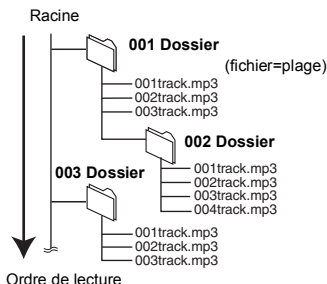 Racine
001 Dossier
(fichier=plage)
001track.mp3
002track.mp3
003track.mp3
002 Dossier
001track.mp3
002track.mp3
003track.mp3
004track.mp3
003 Dossier
001track.mp3
002track.mp3
003track.mp3
Ordre de lecture